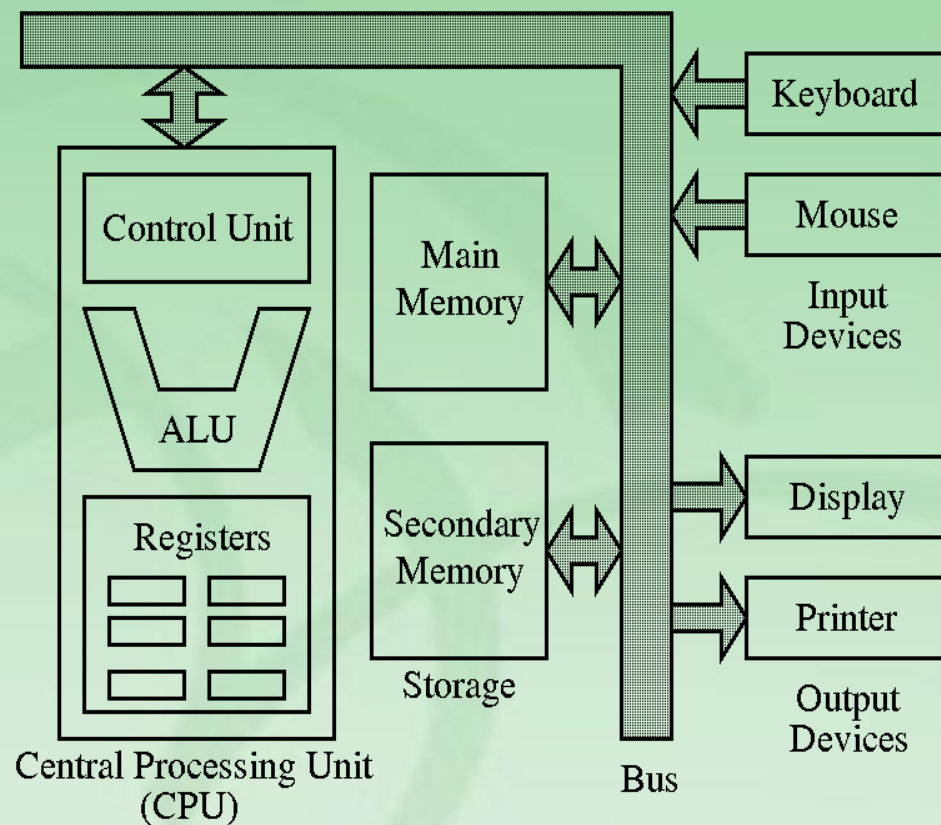 Keyboard
Control Unit
Main
Memory
Mouse
Input
Devices
ALU
Registers
Secondary
Memory
Storage
Display
Printer
Output
Devices
Central Processing Unit
(CPU)
Bus